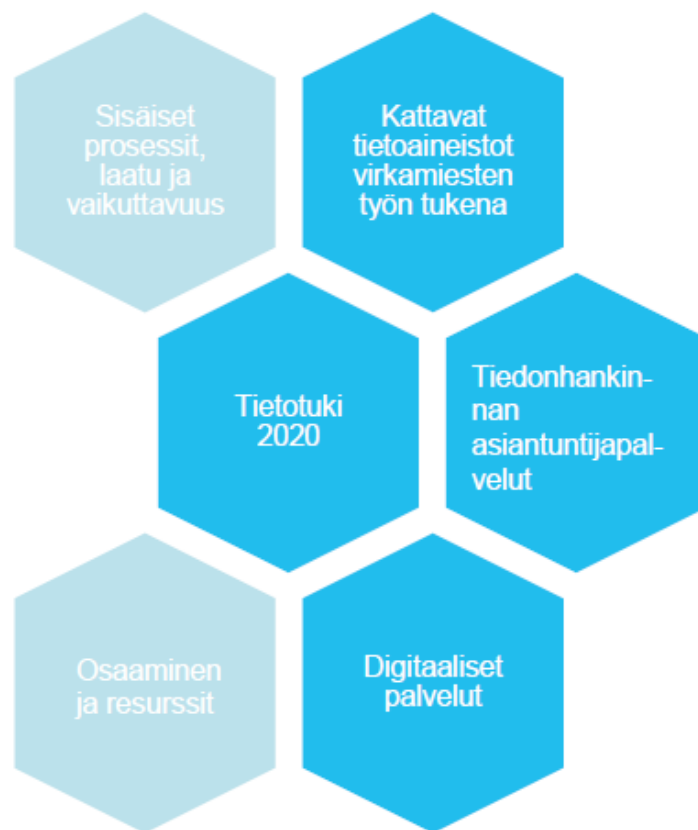 Sisäiset
prosessit,
laatu ja
vaikuttavuus
Kattavat
tietoaineistot
virkamiesten
työn tukena
Tietotuki
2020
Tiedonhankin-
nan
asiantuntijapal-
velut
Osaaminen
ja resurssit
Digitaaliset
palvelut